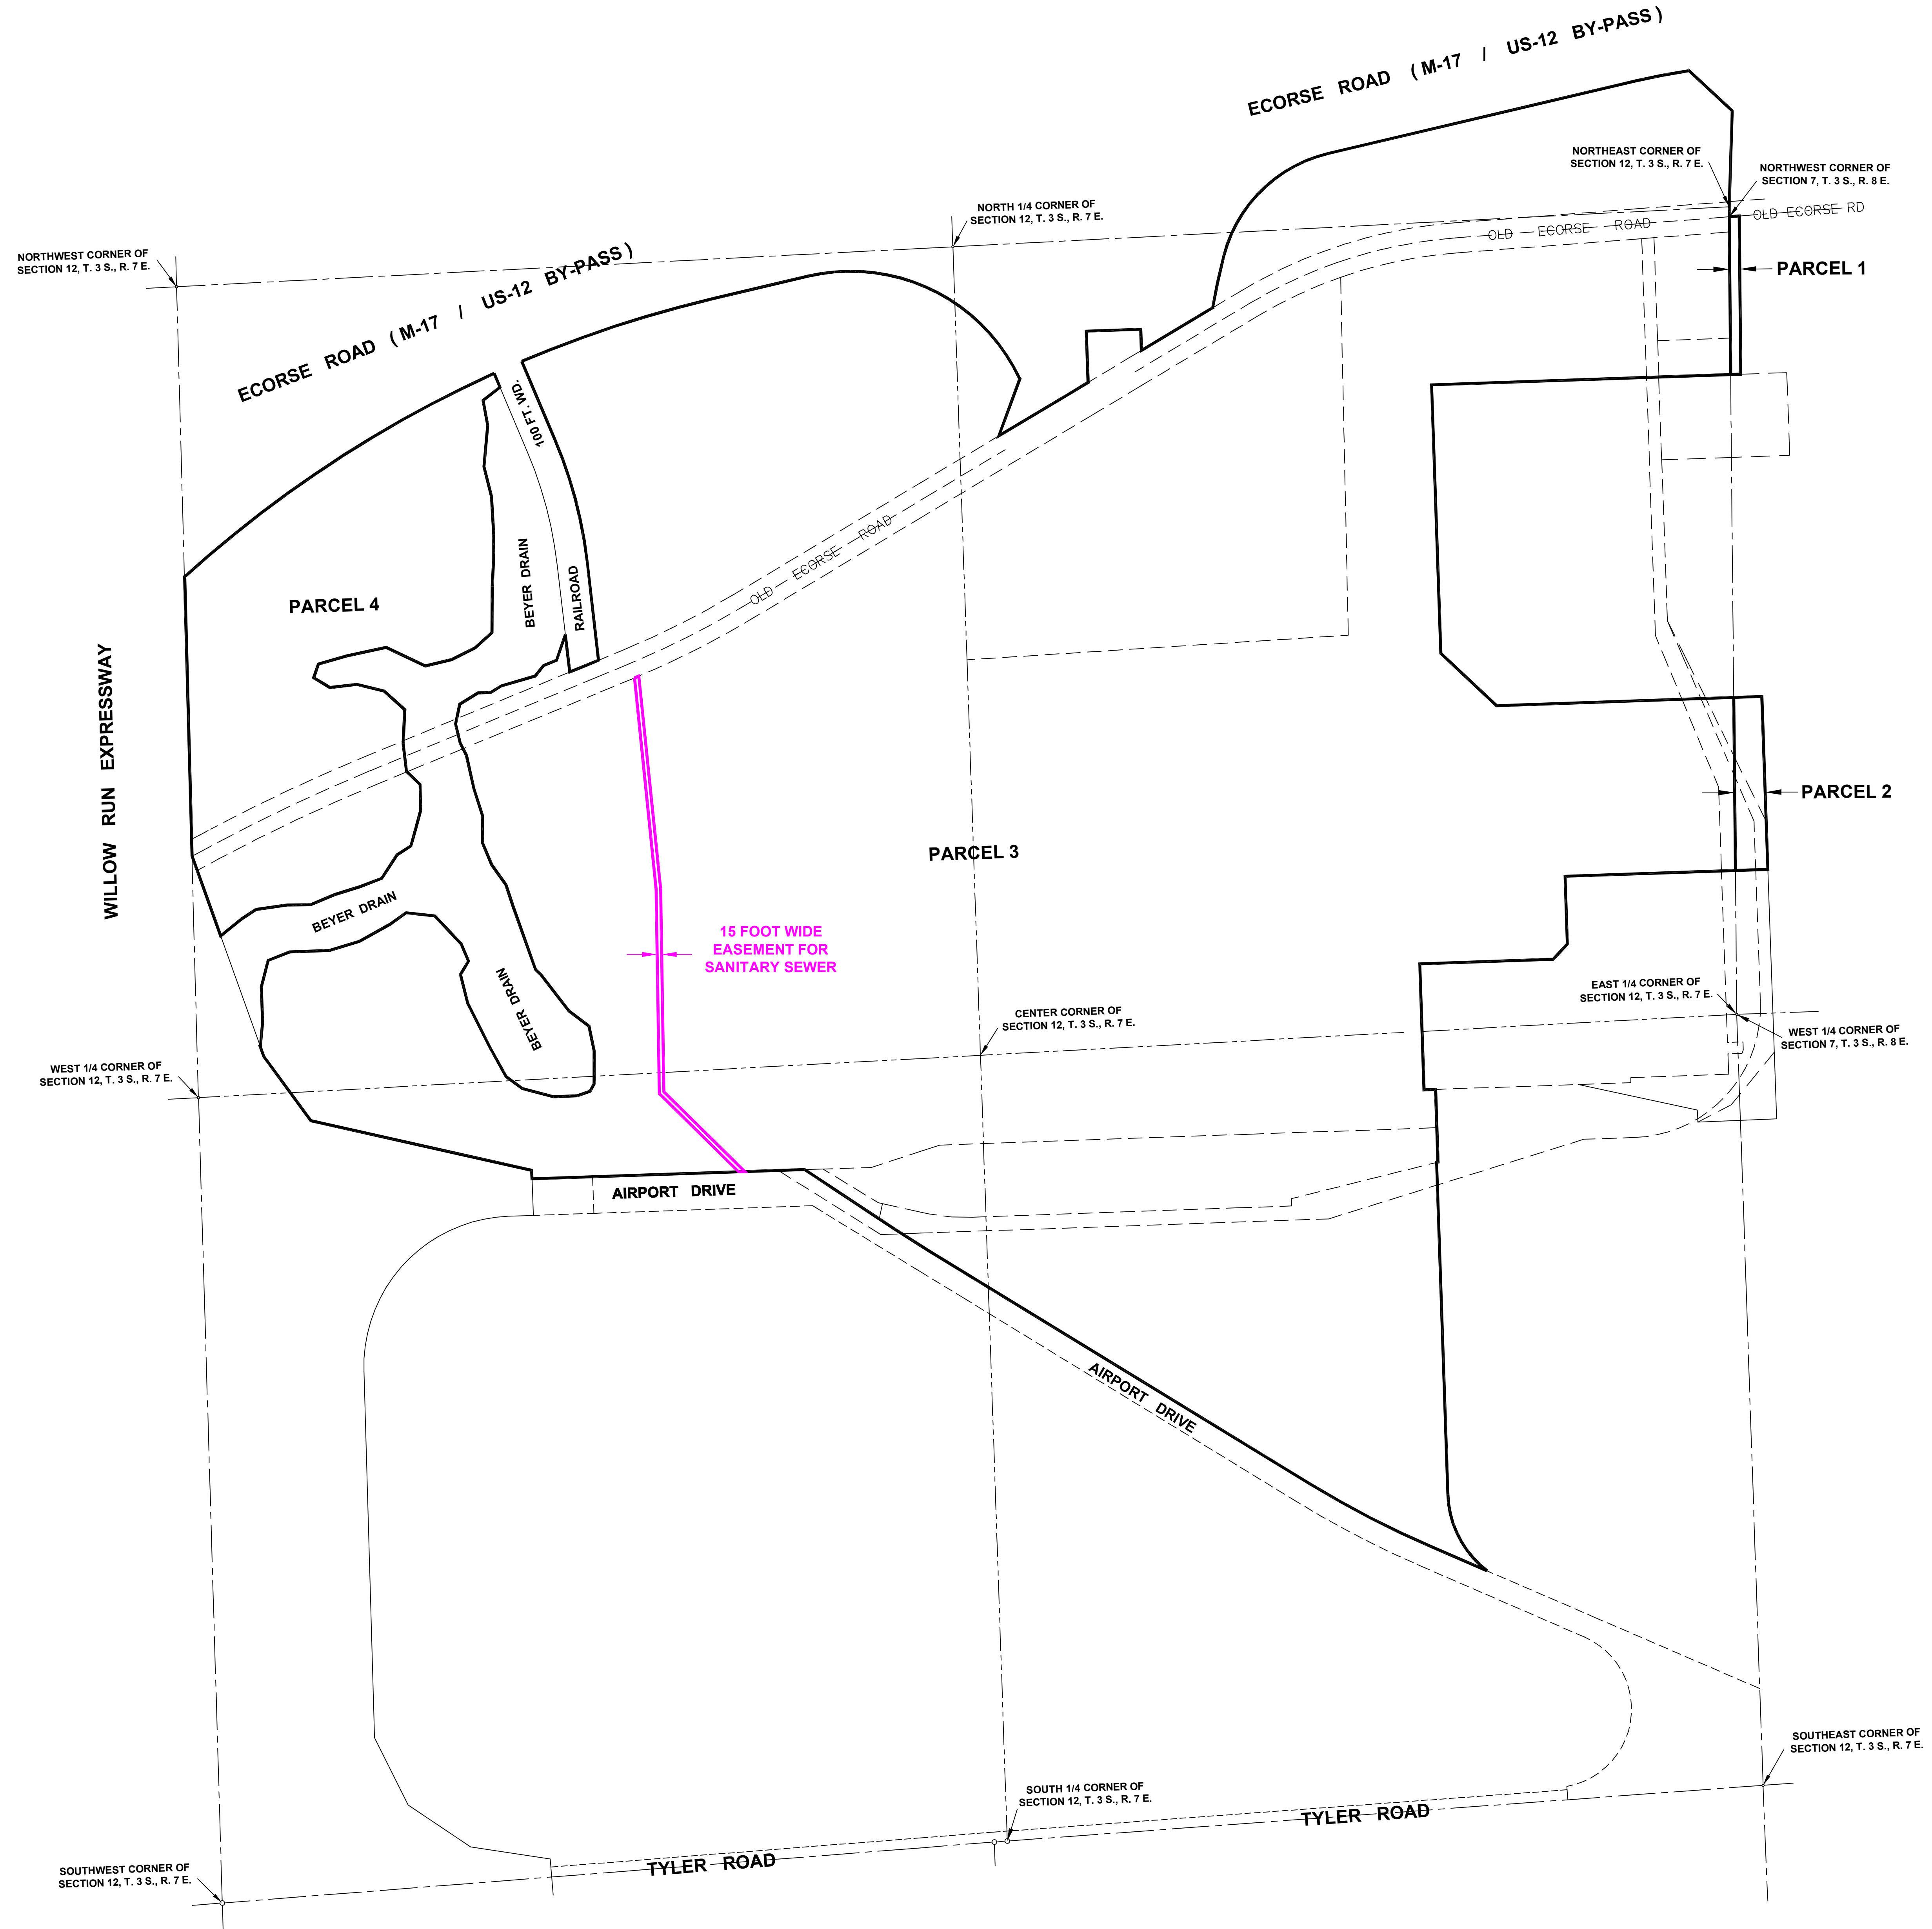 ECORSE ROAD ( M-17 / US-12 BY-PASS )
NORTHEAST CORNER OF
SECTION 12, T. 3 S., R. 7 E.
NORTHWEST CORNER OF
SECTION 7, T. 3 S., R. 8 E.
NORTH 1/4 CORNER OF
SECTION 12, T. 3 S., R. 7 E.
OLD ECORSE RD
OLD ECORSE ROAD
NORTHWEST CORNER OF
SECTION 12, T. 3 S., R. 7 E.
ECORSE ROAD ( M-17 / US-12 BY-PASS )
PARCEL 1
100 FT. WD.
OLD ECORSE ROAD
BEYER DRAIN
RAILROAD
PARCEL 4
WILLOW RUN EXPRESSWAY
PARCEL 2
PARCEL 3
BEYER DRAIN
15 FOOT WIDE
EASEMENT FOR
SANITARY SEWER
BEYER DRAIN
EAST 1/4 CORNER OF
SECTION 12, T. 3 S., R. 7 E.
CENTER CORNER OF
SECTION 12, T. 3 S., R. 7 E.
WEST 1/4 CORNER OF
SECTION 7, T. 3 S., R. 8 E.
WEST 1/4 CORNER OF
SECTION 12, T. 3 S., R. 7 E.
AIRPORT DRIVE
AIRPORT DRIVE
SOUTHEAST CORNER OF
SECTION 12, T. 3 S., R. 7 E.
SOUTH 1/4 CORNER OF
SECTION 12, T. 3 S., R. 7 E.
TYLER ROAD
TYLER ROAD
SOUTHWEST CORNER OF
SECTION 12, T. 3 S., R. 7 E.